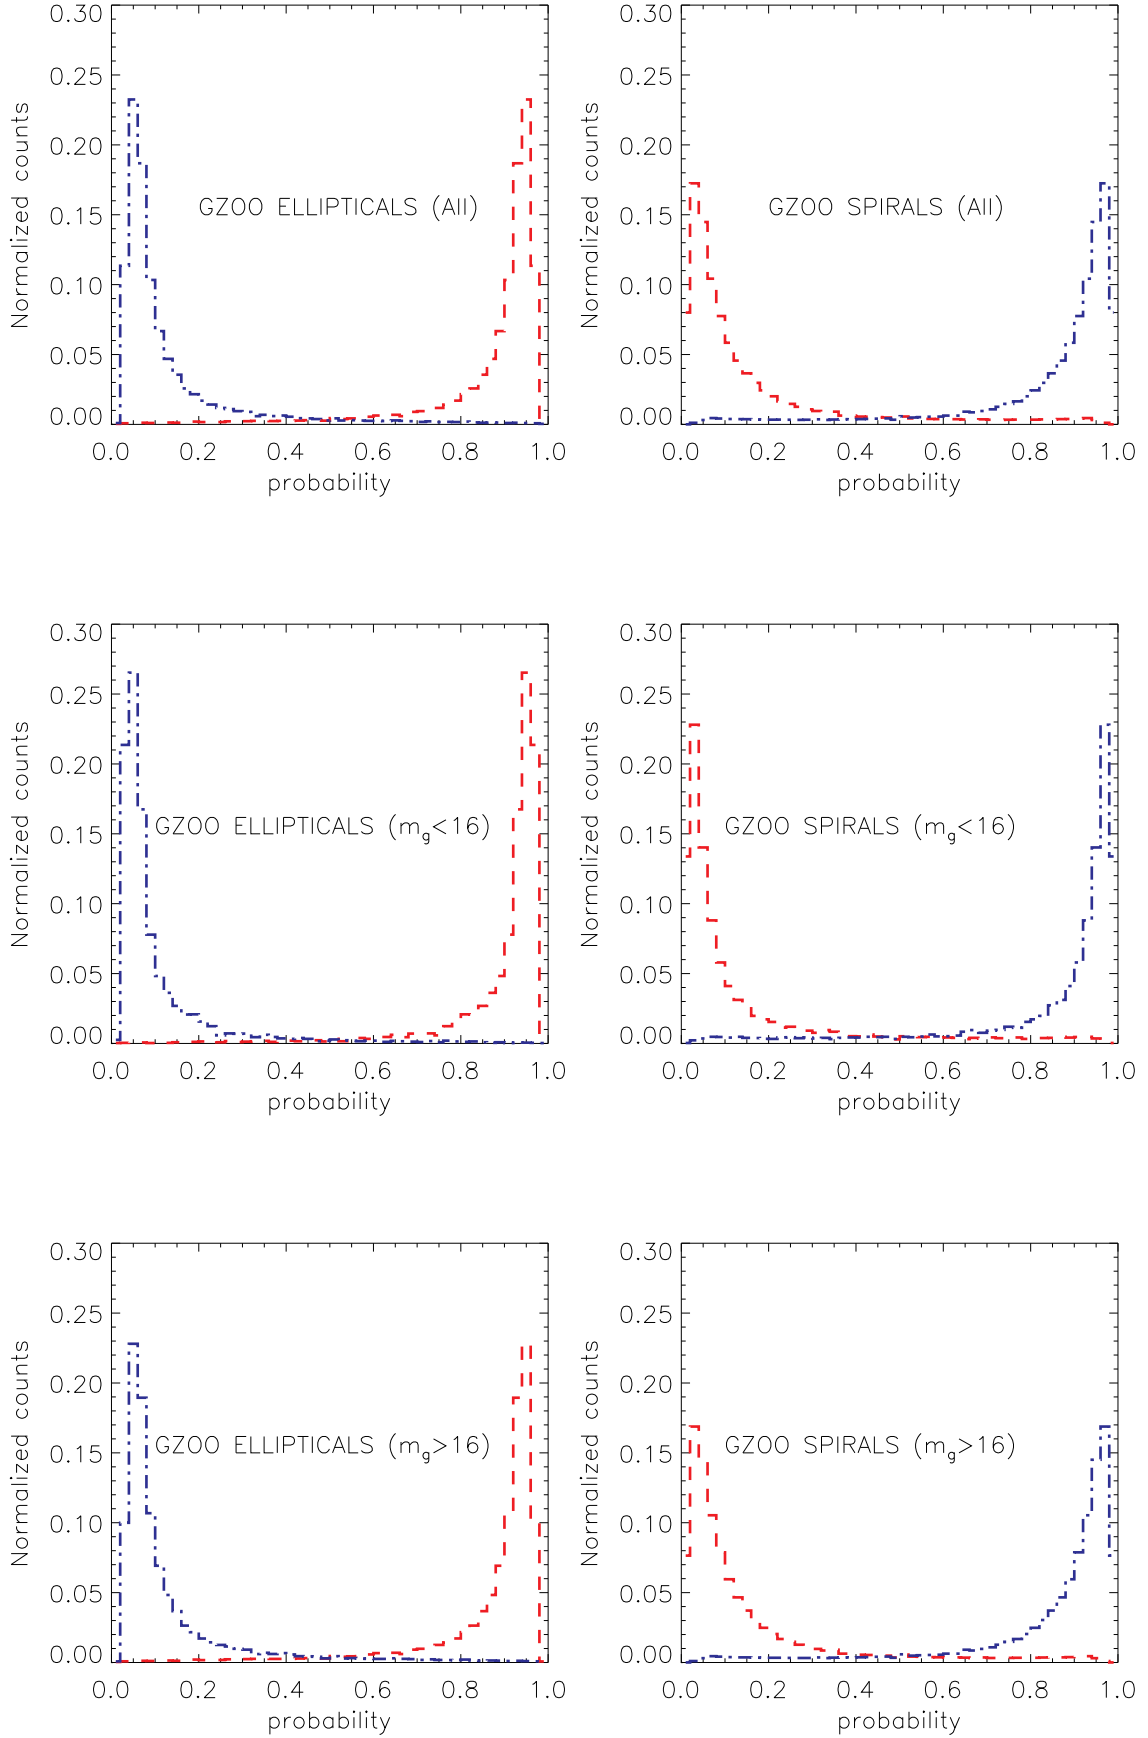 0.30
0.25
0.20
0.15
0.10
0.05
0.00
Normalized counts
GZOO ELLIPTICALS (All)
0.0 0.2 0.4 0.6 0.8 1.0
probability
0.30
0.25
0.20
0.15
0.10
0.05
0.00
Normalized counts
GZOO SPIRALS (All)
0.0 0.2 0.4 0.6 0.8 1.0
probability
0.30
0.25
0.20
0.15
0.10
0.05
0.00
Normalized counts
GZOO ELLIPTICALS (mg<16)
0.0 0.2 0.4 0.6 0.8 1.0
probability
0.30
0.25
0.20
0.15
0.10
0.05
0.00
Normalized counts
GZOO SPIRALS (mg<16)
0.0 0.2 0.4 0.6 0.8 1.0
probability
0.30
0.25
0.20
0.15
0.10
0.05
0.00
Normalized counts
GZOO ELLIPTICALS (mg>16)
0.0 0.2 0.4 0.6 0.8 1.0
probability
0.30
0.25
0.20
0.15
0.10
0.05
0.00
Normalized counts
GZOO SPIRALS (mg>16)
0.0 0.2 0.4 0.6 0.8 1.0
probability